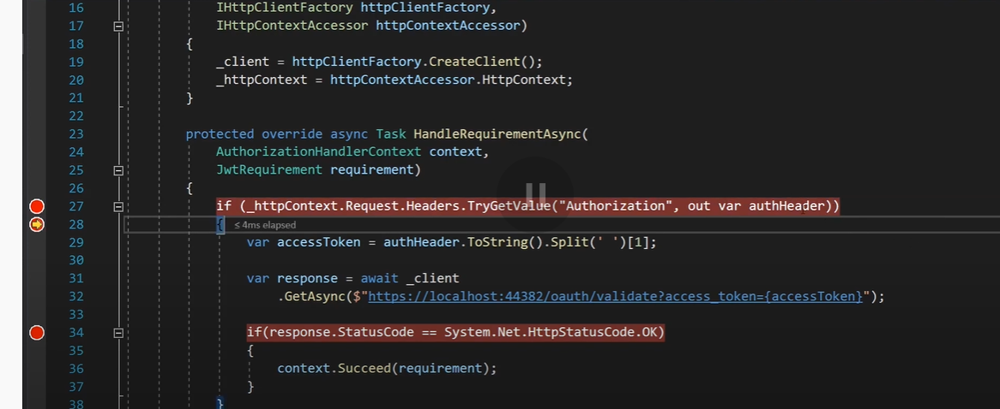 16 IHttpClientFactory httpClientFactory,
17 IHttpContextAccessor httpContextAccessor)
18 {
19 _client = httpClientFactory.CreateClient();
20 _httpContext = httpContextAccessor.HttpContext;
21 }
22
23 protected override async Task HandleRequirementAsync(
24 AuthorizationHandlerContext context,
25 JwtRequirement requirement)
26 {
27 if (_httpContext.Request.Headers.TryGetValue("Authorization", out var authHeader))
28 { ≤ 4ms elapsed
29 var accessToken = authHeader.ToString().Split(' ')[1];
30
31 var response = await _client
32 .GetAsync($"https://localhost:44382/oauth/validate?access_token={accessToken}");
33
34 if(response.StatusCode == System.Net.HttpStatusCode.OK)
35 {
36 context.Succeed(requirement);
37 }
38 }